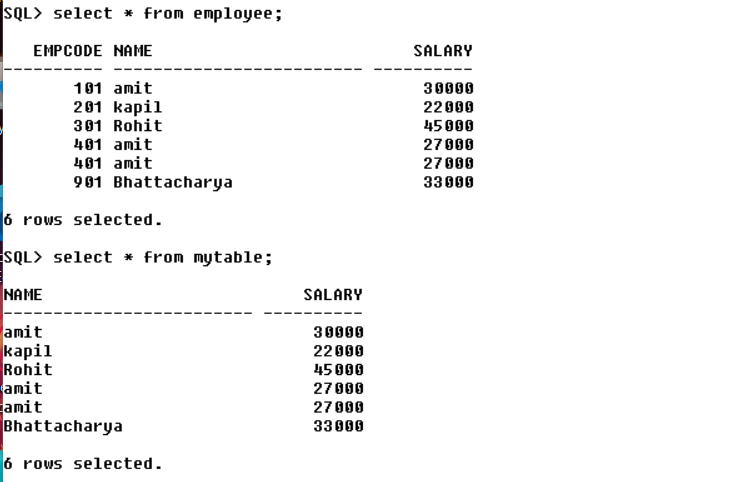 SQL> select * from employee;
EMPCODE NAME SALARY
---------- ------------------------- ----------
101 amit 30000
201 kapil 22000
301 Rohit 45000
401 amit 27000
401 amit 27000
901 Bhattacharya 33000
6 rows selected.
SQL> select * from mytable;
NAME SALARY
------------------------- ----------
amit 30000
kapil 22000
Rohit 45000
amit 27000
amit 27000
Bhattacharya 33000
6 rows selected.